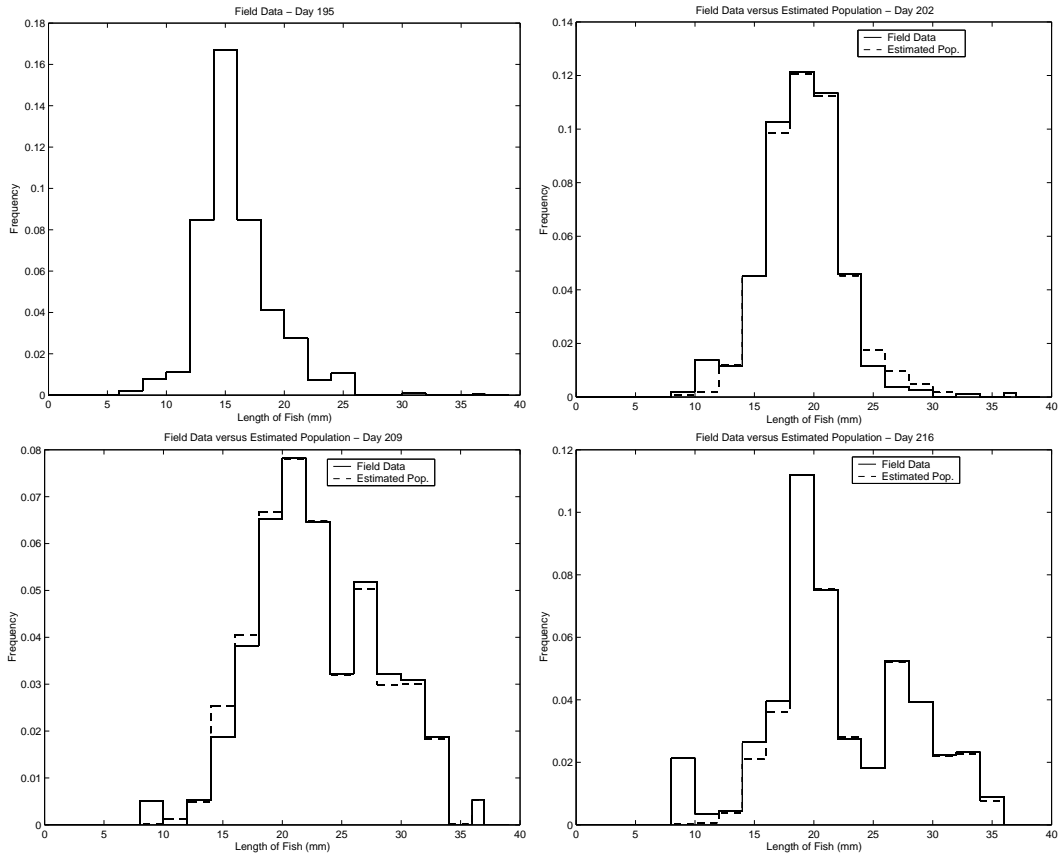 Field Data – Day 195
0.18
0.16
0.14
0.12
0.1
0.08
0.06
0.04
0.02
0
Frequency
0 5 10 15 20 25 30 35 40
Length of Fish (mm)
Field Data versus Estimated Population – Day 202
Field Data
Estimated Pop.
0.14
0.12
0.1
0.08
0.06
0.04
0.02
0
Frequency
0 5 10 15 20 25 30 35 40
Length of Fish (mm)
Field Data versus Estimated Population – Day 209
Field Data
Estimated Pop.
0.08
0.07
0.06
0.05
0.04
0.03
0.02
0.01
0
Frequency
0 5 10 15 20 25 30 35 40
Length of Fish (mm)
Field Data versus Estimated Population – Day 216
Field Data
Estimated Pop.
0.12
0.1
0.08
0.06
0.04
0.02
0
Frequency
0 5 10 15 20 25 30 35 40
Length of Fish (mm)